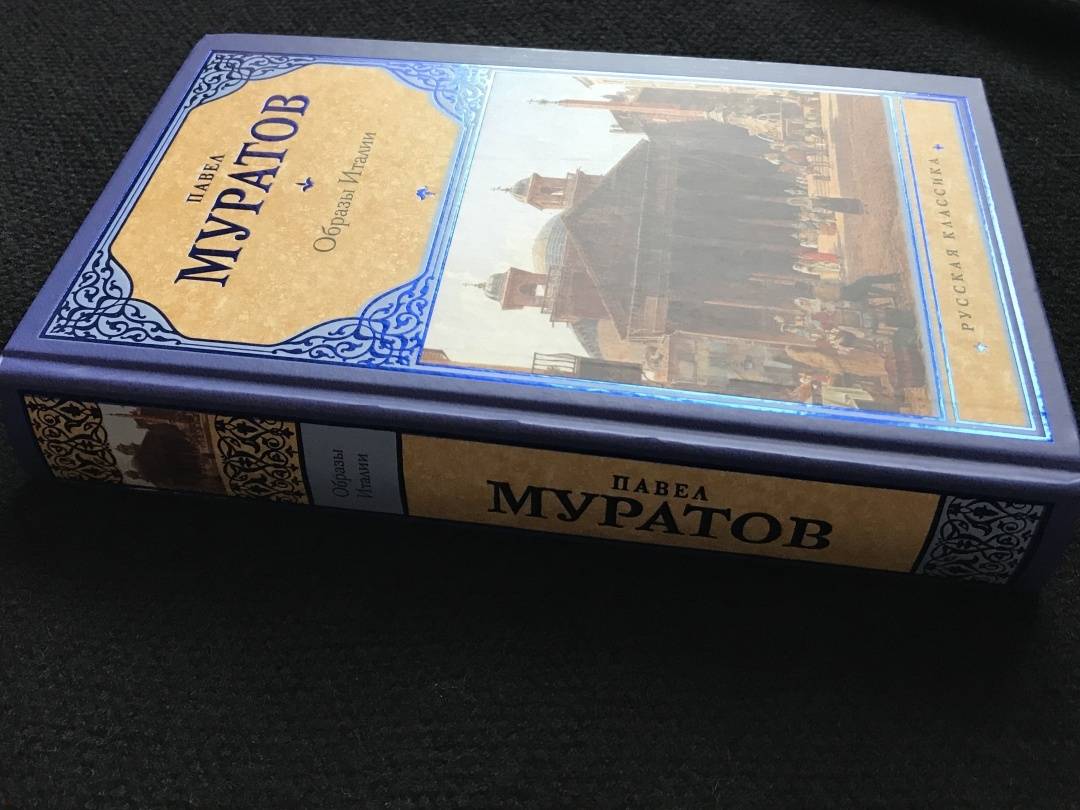 ПАВЕЛ
МУРАТОВ
Образы Италии
РУССКАЯ КЛАССИКА
Образы
Италии
ПАВЕЛ
МУРАТОВ